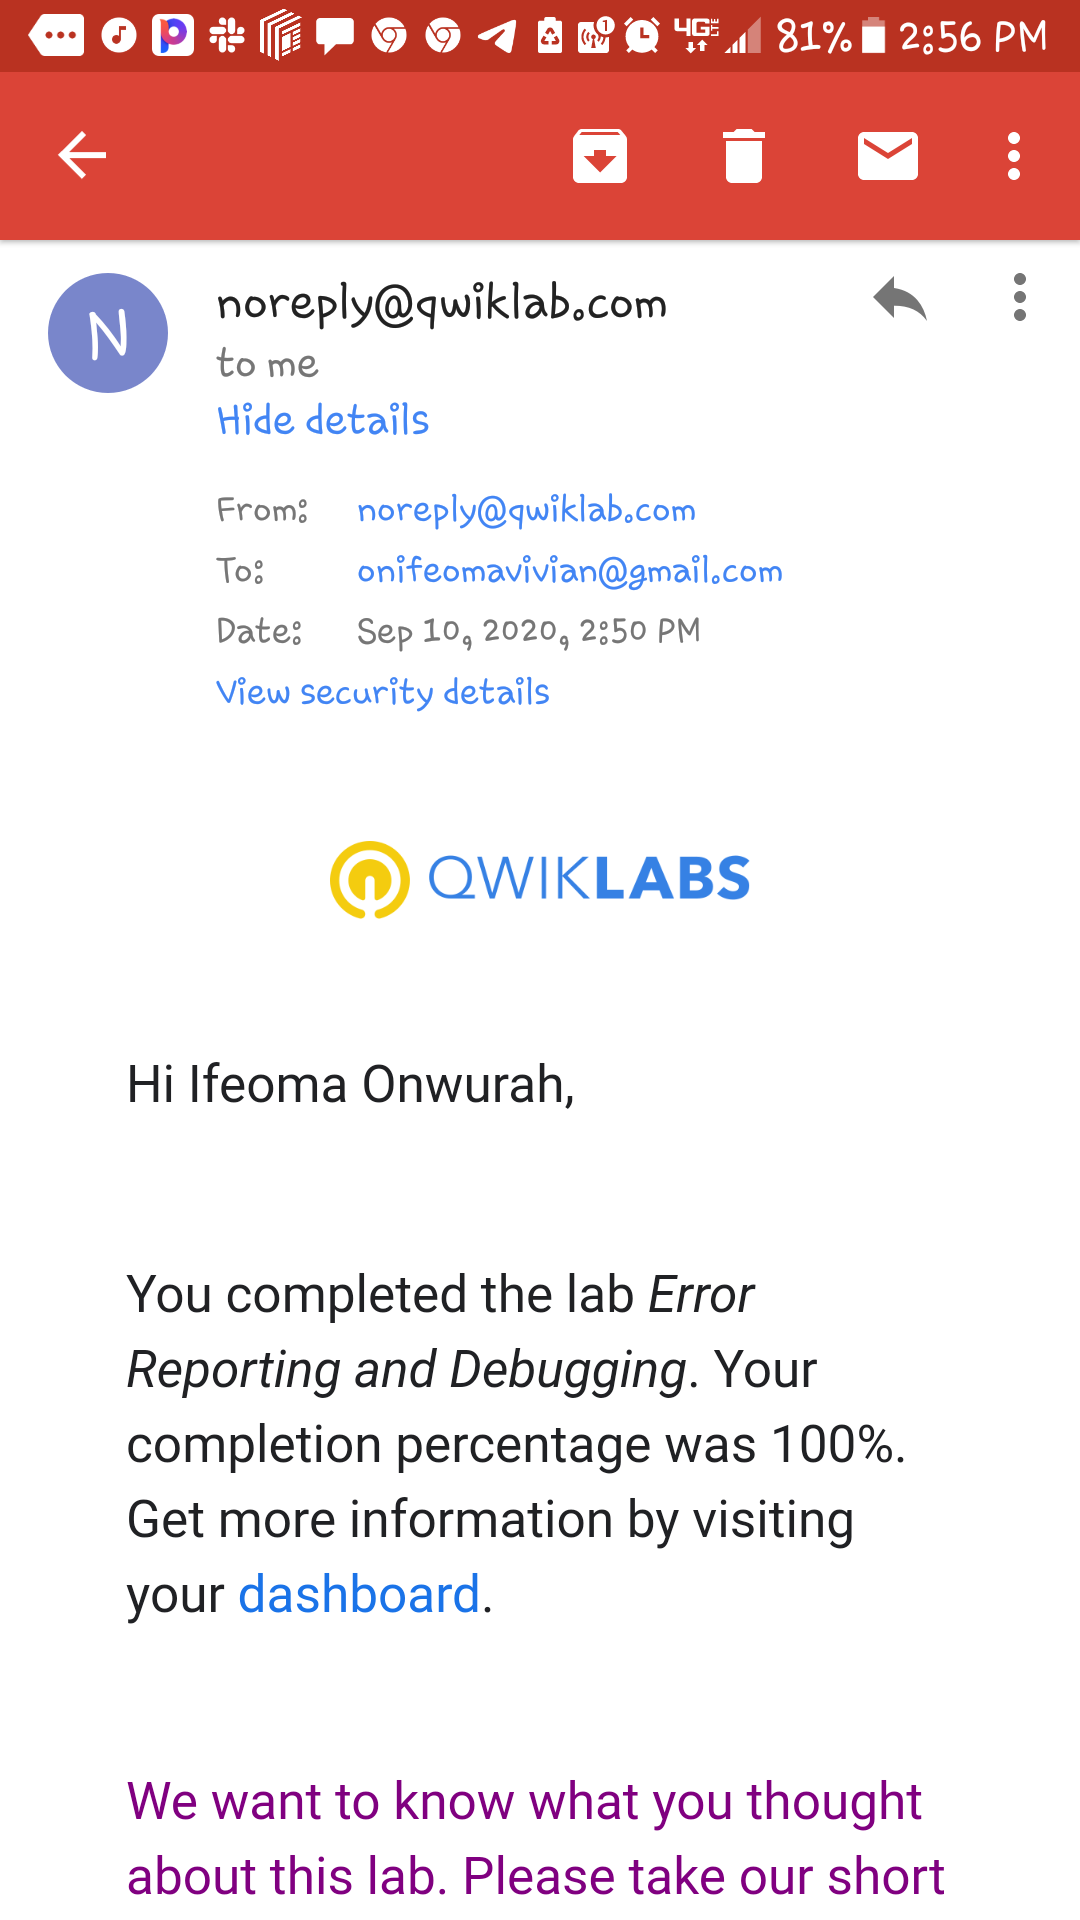 81% 2:56 PM
N
noreply@qwiklab.com
to me
Hide details
From: noreply@qwiklab.com
To: onifeomavivian@gmail.com
Date: Sep 10, 2020, 2:50 PM
View security details
QWIKLABS
Hi Ifeoma Onwurah,
You completed the lab Error
Reporting and Debugging. Your
completion percentage was 100%.
Get more information by visiting
your dashboard.
We want to know what you thought
about this lab. Please take our short